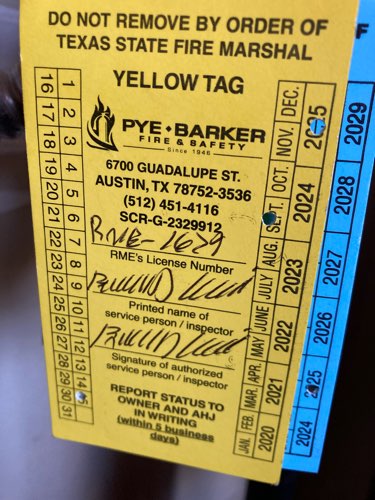 DO NOT REMOVE BY ORDER OF
TEXAS STATE FIRE MARSHAL
YELLOW TAG
PYE BARKER
FIRE & SAFETY
Since 1946
6700 GUADALUPE ST.
AUSTIN, TX 78752-3536
(512) 451-4116
SCR-G-2329912
RME's License Number
Printed name of
service person / inspector
Signature of authorized
service person / inspector
REPORT STATUS TO
OWNER AND AHJ
IN WRITING
(within 5 business
days)
1 2 3 4 5 6 7 8 9 10 11 12 13 14
16 17 18 19 20 21 22 23 24 25 26 27 28 29 30 31
JAN. FEB. MAR. APR. MAY JUNE JULY AUG. SEPT. OCT. NOV. DEC.
2020 2021 2022 2023 2024 2025
2024 2025 2026 2027 2028 2029
F